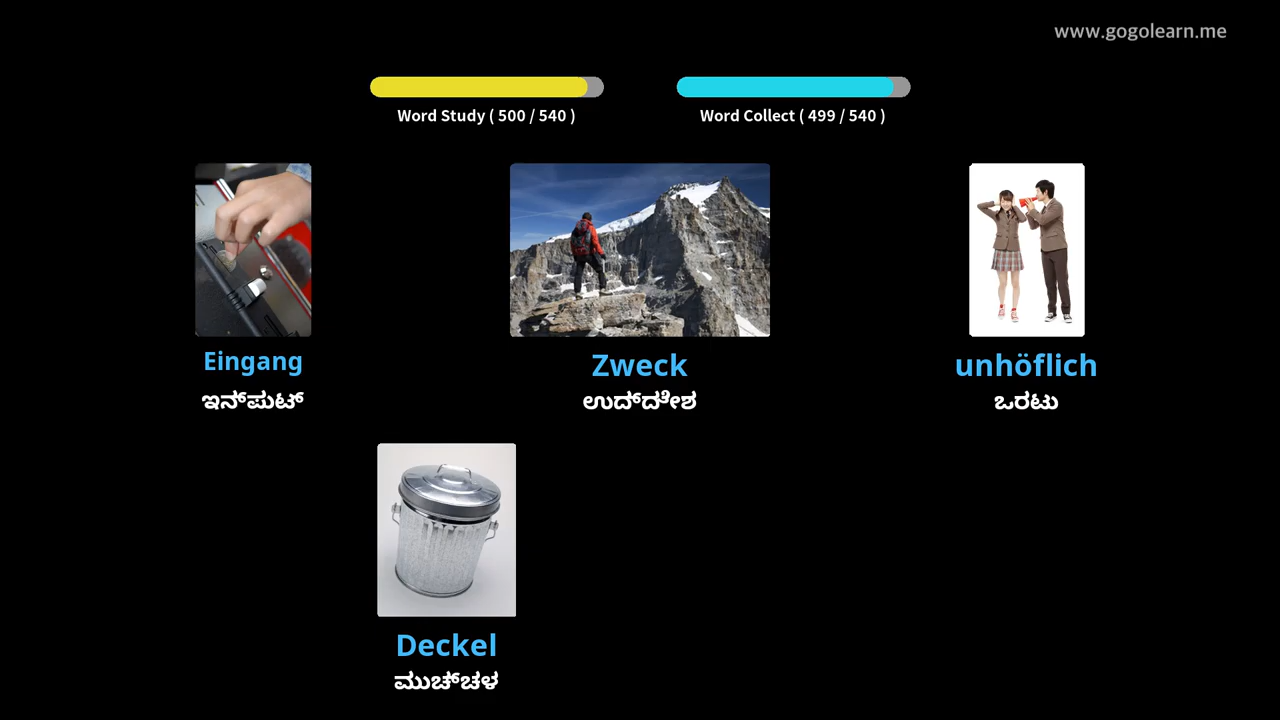 www.gogolearn.me
Word Study ( 500 / 540 )
Word Collect ( 499 / 540 )
Eingang
ಇನ್‌ಪುಟ್
Zweck
ಉದ್‌ದೇಶ
unhöflich
ಒರಟು
Deckel
ಮುಚ್‌ಚಳ